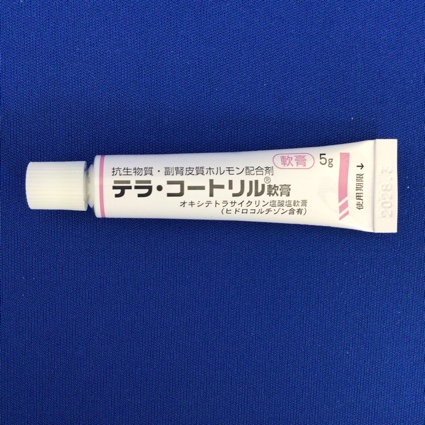 抗生物質・副腎皮質ホルモン配合剤
軟膏 5g
テラ・コートリル®軟膏
オキシテトラサイクリン塩酸塩軟膏
(ヒドロコルチゾン含有)
使用期限→
2026.7